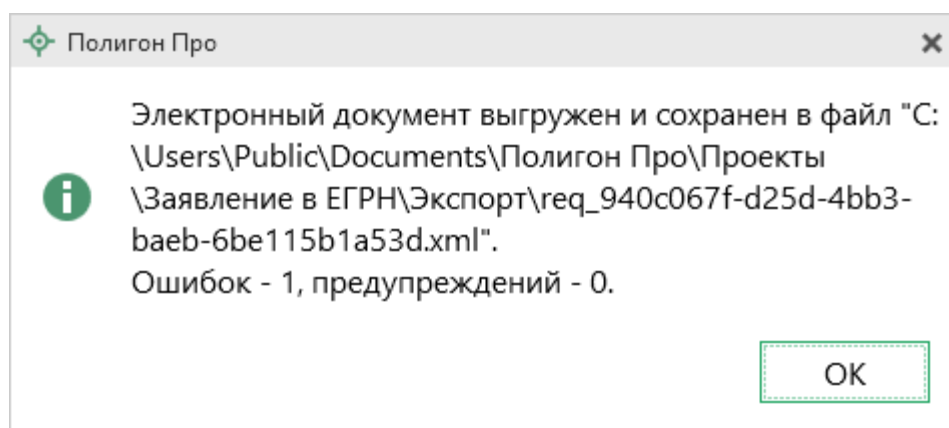 Полигон Про
Электронный документ выгружен и сохранен в файл "C:
\Users\Public\Documents\Полигон Про\Проекты
\Заявление в ЕГРН\Экспорт\req_940c067f-d25d-4bb3-
baeb-6be115b1a53d.xml".
Ошибок - 1, предупреждений - 0.
ОК